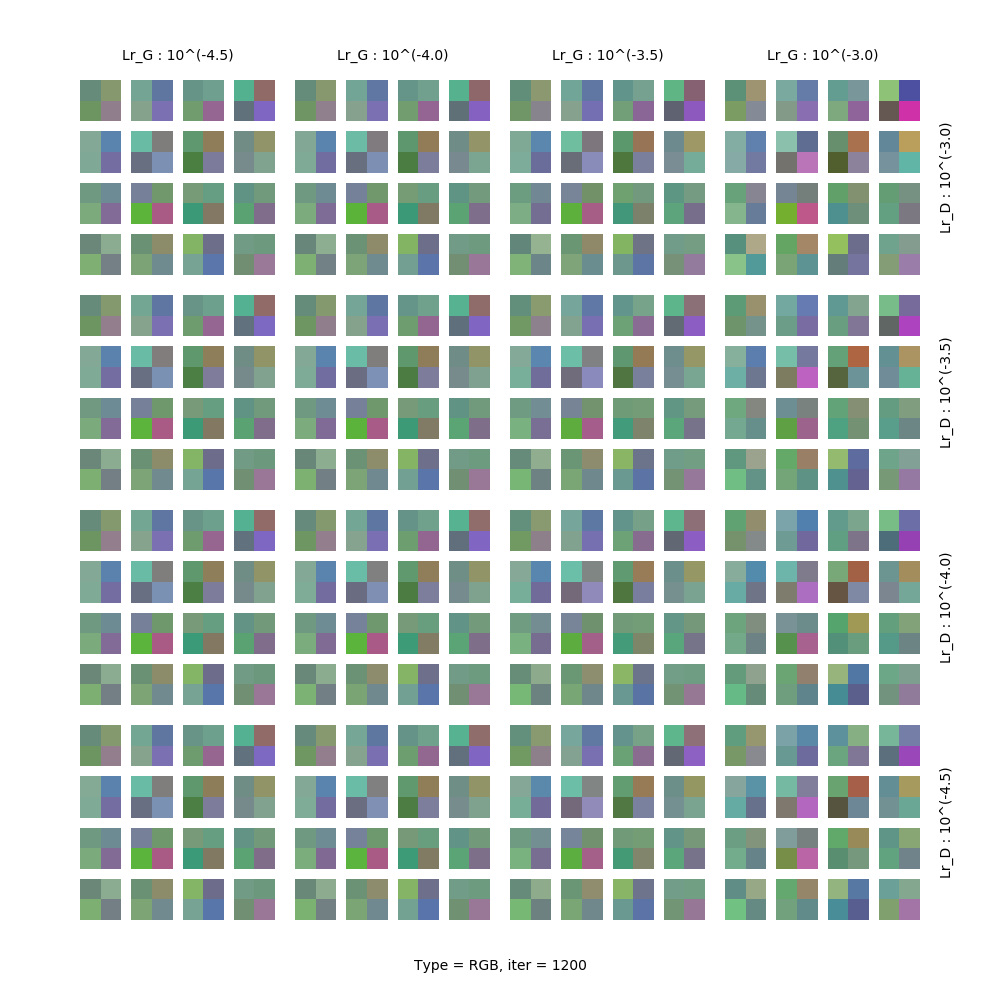 Lr_G : 10^(-4.5)
Lr_G : 10^(-4.0)
Lr_G : 10^(-3.5)
Lr_G : 10^(-3.0)
Lr_D : 10^(-3.0)
Lr_D : 10^(-3.5)
Lr_D : 10^(-4.0)
Lr_D : 10^(-4.5)
Type = RGB, iter = 1200